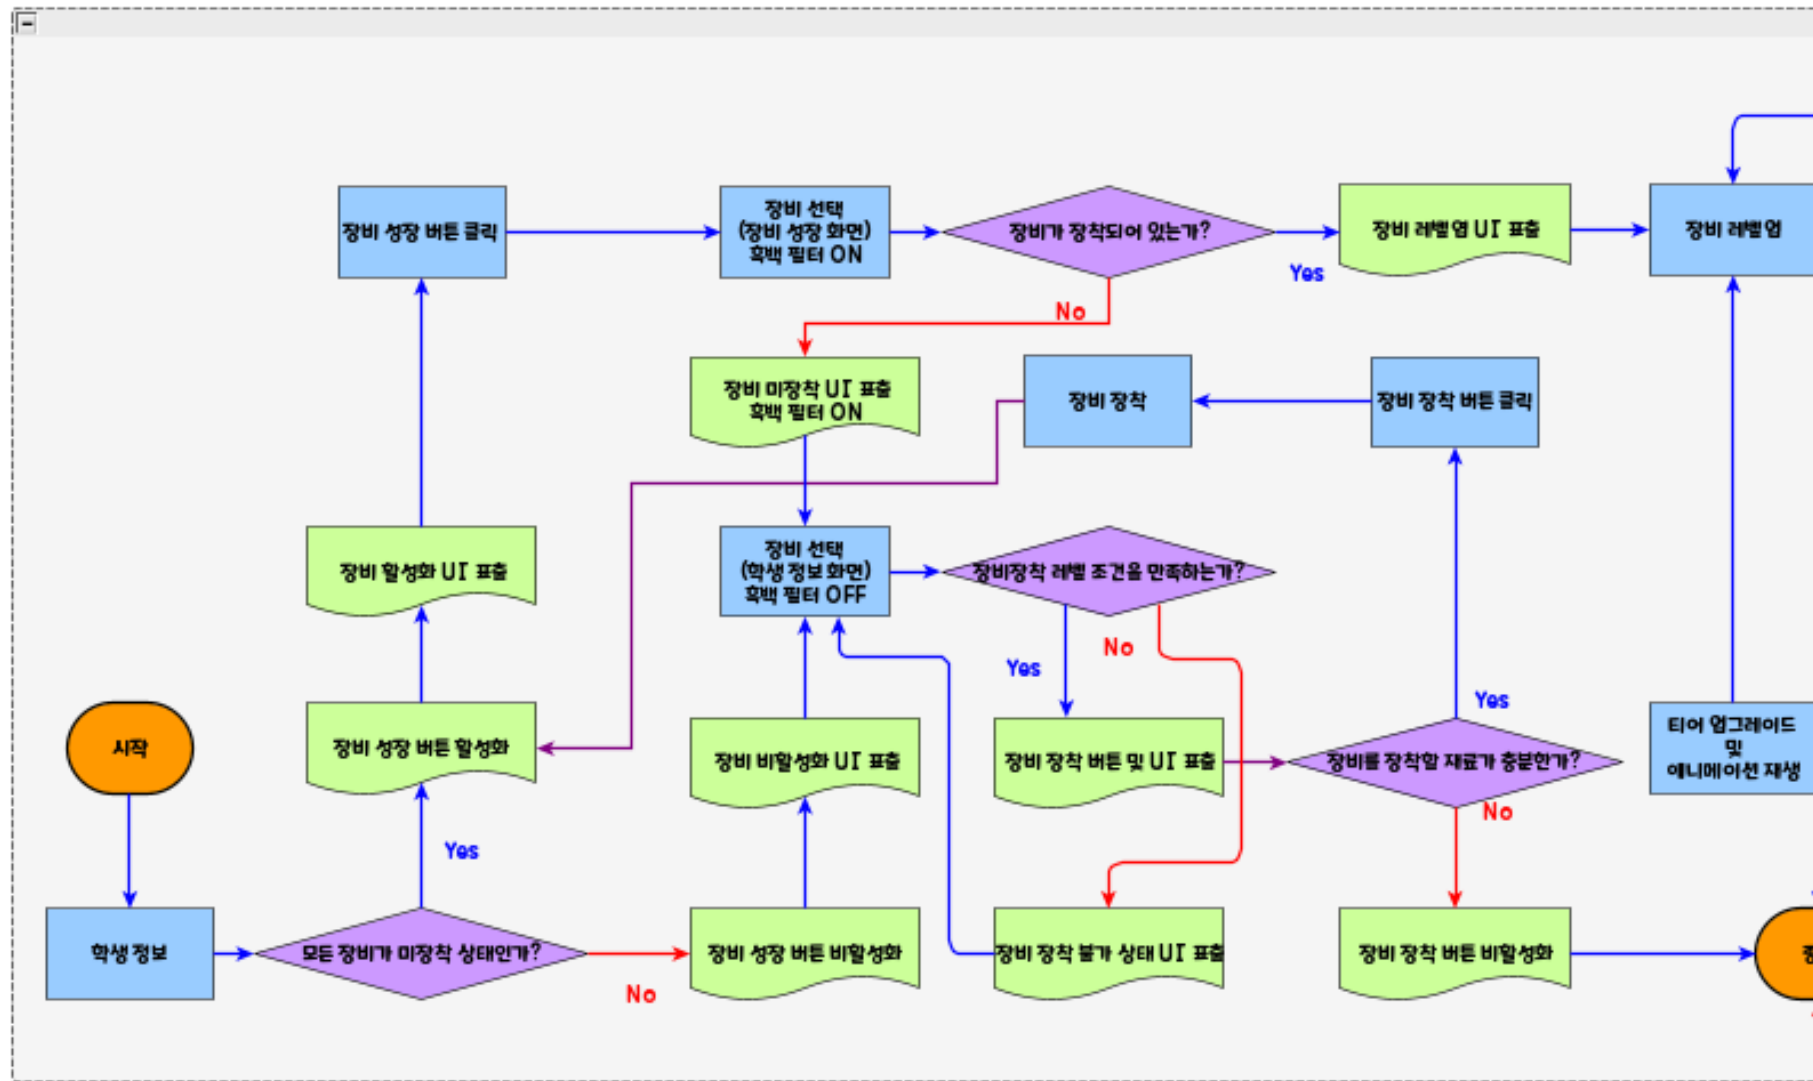 장비 성장 버튼 클릭
장비 선택
(장비 성장 화면)
흑백 필터 ON
장비가 장착되어 있는가?
Yes
No
장비 레벨업 UI 표출
장비 레벨업
장비 미장착 UI 표출
흑백 필터 ON
장비 장착
장비 장착 버튼 클릭
장비 활성화 UI 표출
장비 선택
(학생 정보 화면)
흑백 필터 OFF
장비장착 레벨 조건을 만족하는가?
Yes
No
시작
장비 성장 버튼 활성화
장비 비활성화 UI 표출
장비 장착 버튼 및 UI 표출
장비를 장착할 재료가 충분한가?
Yes
No
티어 업그레이드
및
애니메이션 재생
학생 정보
모든 장비가 미장착 상태인가?
Yes
No
장비 성장 버튼 비활성화
장비 장착 불가 상태 UI 표출
장비 장착 버튼 비활성화